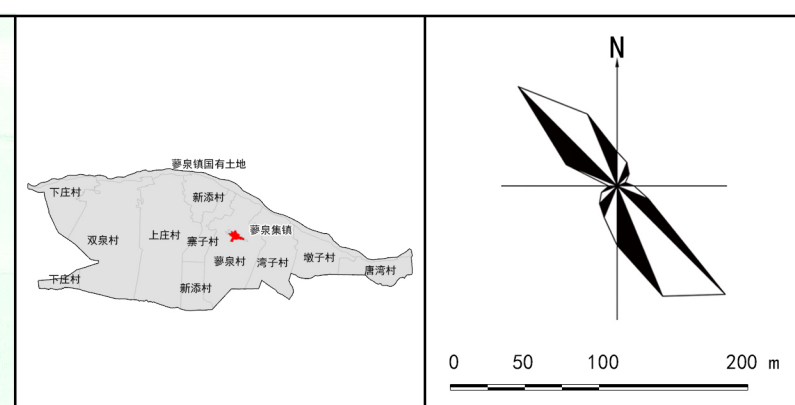 蓼泉镇国有土地
下庄村
新添村
双泉村
上庄村
寨子村
蓼泉集镇
蓼泉村
湾子村
墩子村
唐湾村
下庄村
新添村
N
0 50 100 200 m